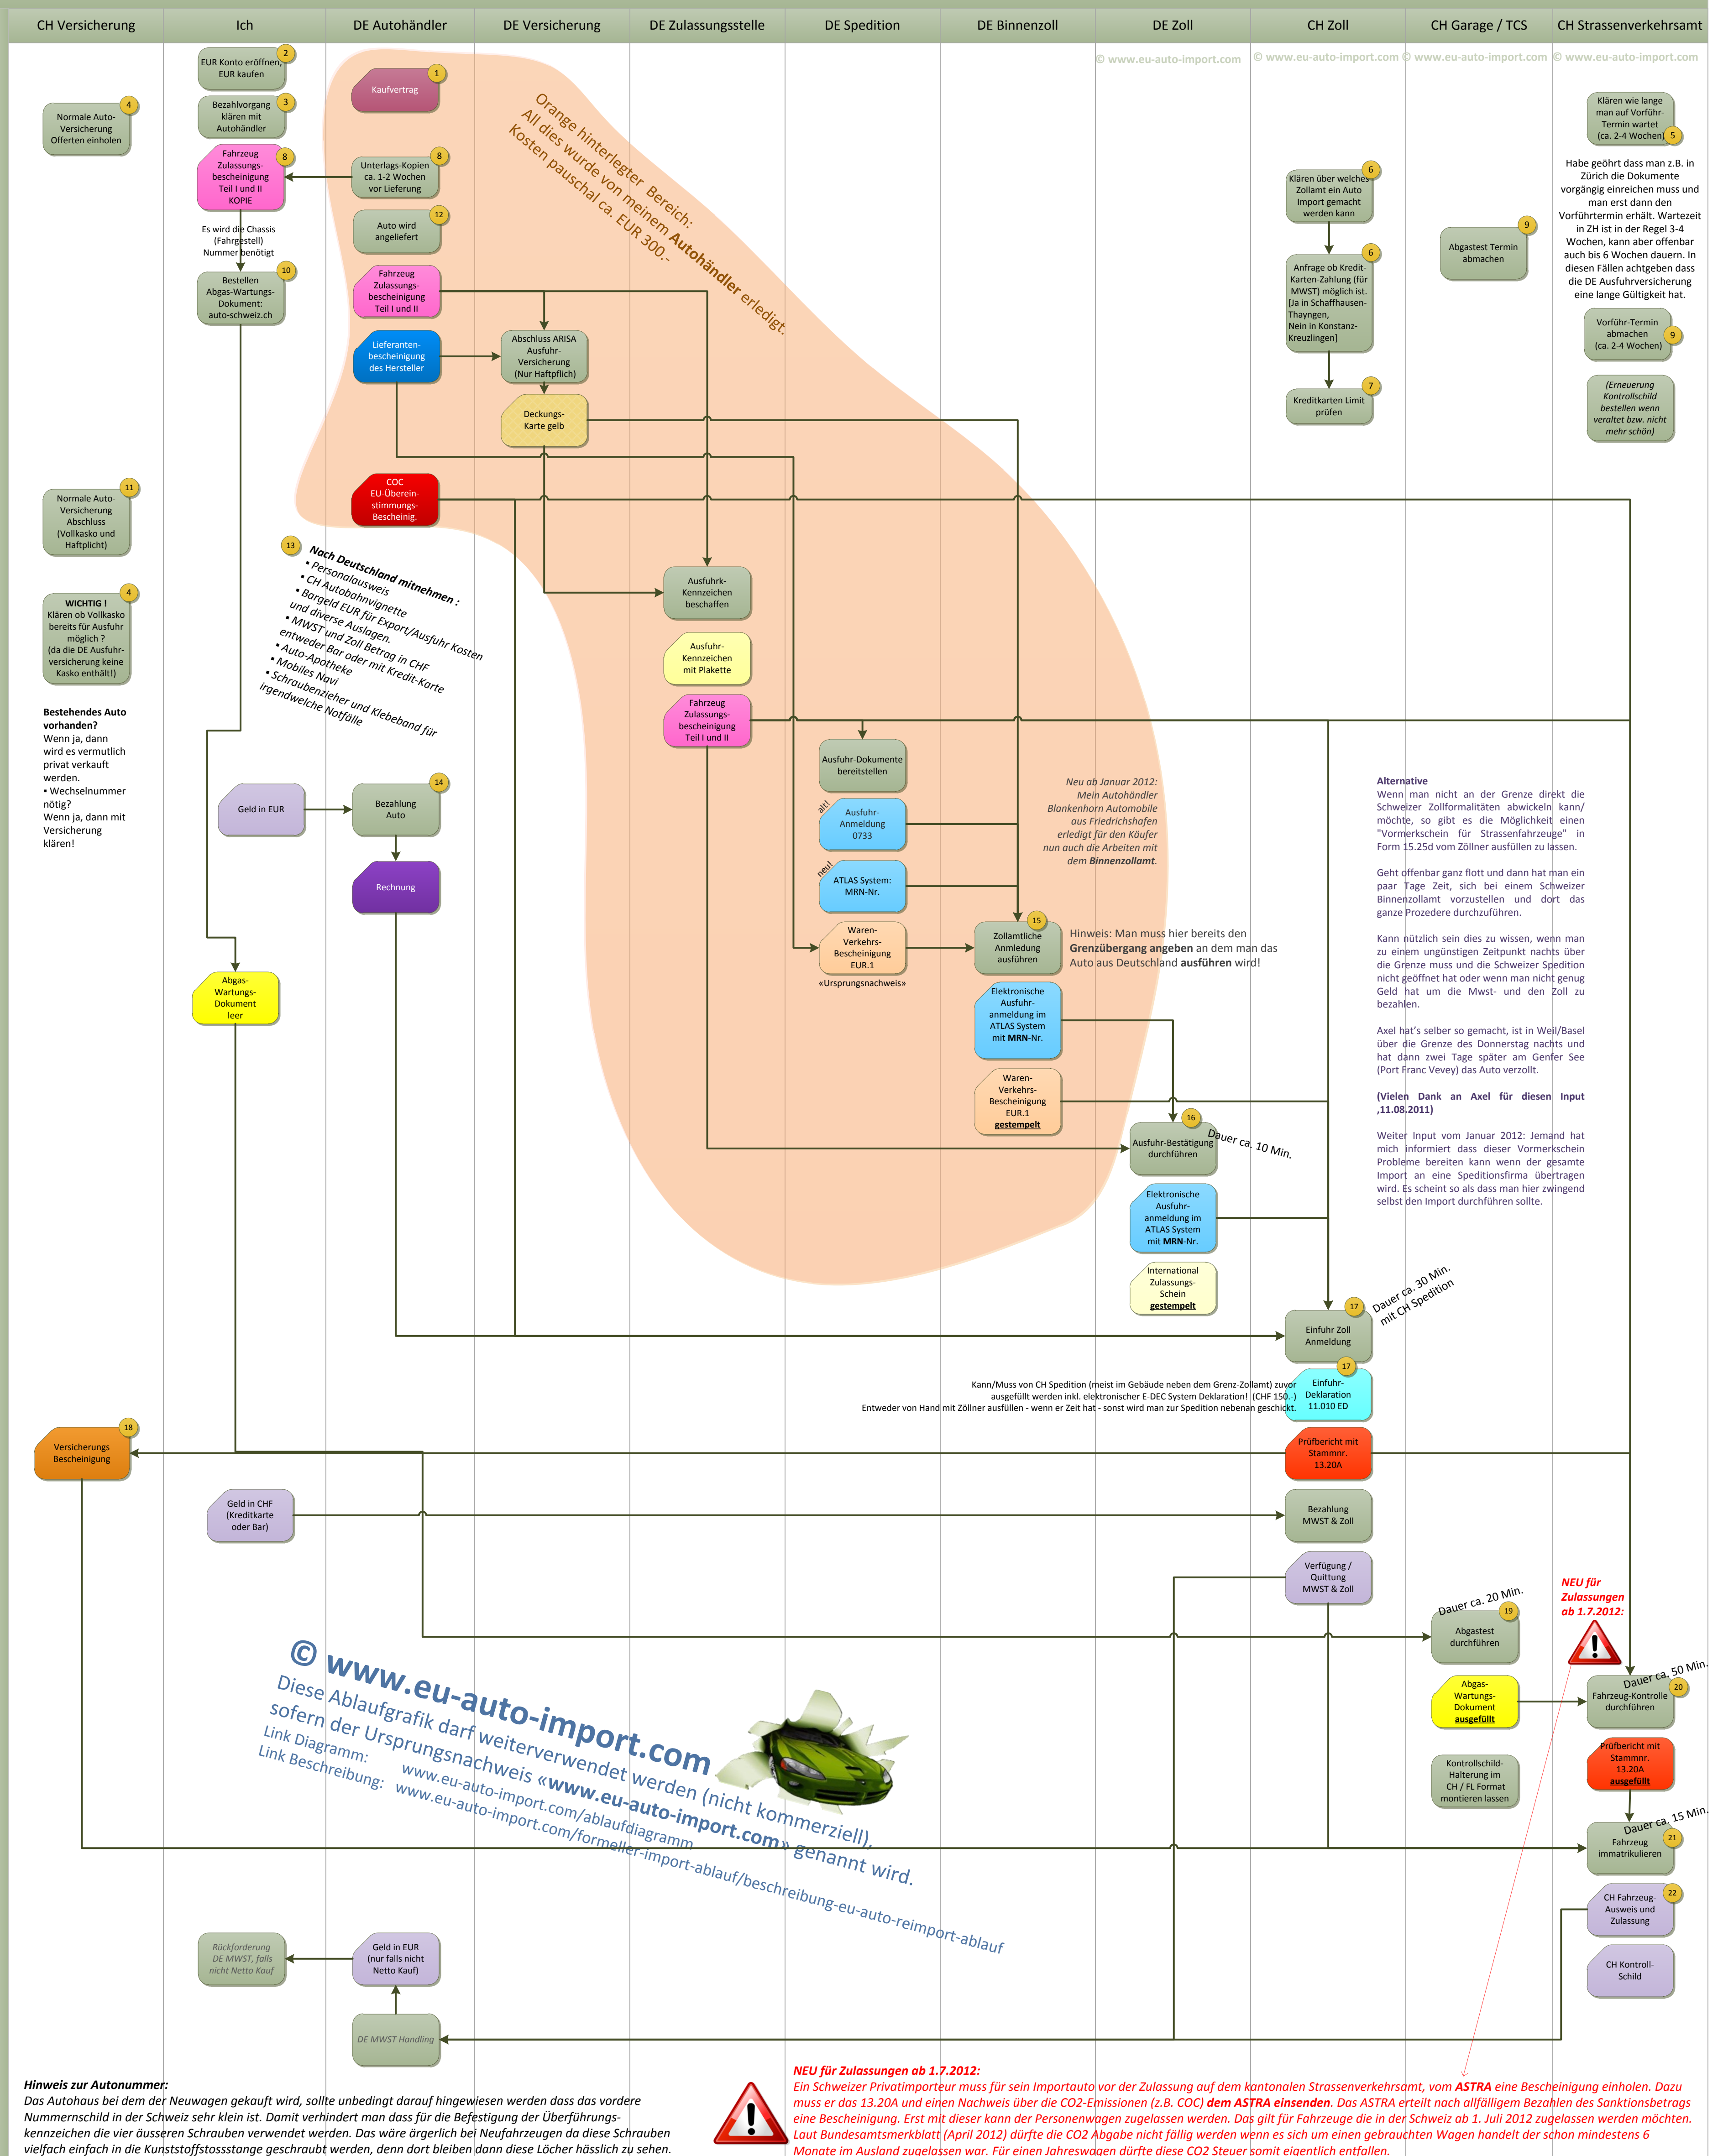 CH Versicherung
Ich
DE Autohändler
DE Versicherung
DE Zulassungsstelle
DE Spedition
DE Binnenzoll
DE Zoll
CH Zoll
CH Garage / TCS
CH Strassenverkehrsamt
© www.eu-auto-import.com
© www.eu-auto-import.com
© www.eu-auto-import.com
© www.eu-auto-import.com
2
EUR Konto eröffnen,
EUR kaufen
1
Kaufvertrag
3
Bezahlvorgang
klären mit
Autohändler
4
Normale Auto-
Versicherung
Offerten einholen
Klären wie lange
man auf Vorführ-
Termin wartet
(ca. 2-4 Wochen)
5
Orange hinterlegter Bereich:
All dies wurde von meinem Autohändler erledigt.
Kosten pauschal ca. EUR 300.-
8
Fahrzeug
Zulassungs-
bescheinigung
Teil I und II
KOPIE
8
Unterlags-Kopien
ca. 1-2 Wochen
vor Lieferung
6
Klären über welches
Zollamt ein Auto
Import gemacht
werden kann
Habe geöhrt dass man z.B. in
Zürich die Dokumente
vorgängig einreichen muss und
man erst dann den
Vorführtermin erhält. Wartezeit
in ZH ist in der Regel 3-4
Wochen, kann aber offenbar
auch bis 6 Wochen dauern. In
diesen Fällen achtgeben dass
die DE Ausfuhrversicherung
eine lange Gültigkeit hat.
12
Auto wird
angeliefert
Es wird die Chassis
(Fahrgestell)
Nummer benötigt
9
Abgastest Termin
abmachen
10
Bestellen
Abgas-Wartungs-
Dokument:
auto-schweiz.ch
Fahrzeug
Zulassungs-
bescheinigung
Teil I und II
6
Anfrage ob Kredit-
Karten-Zahlung (für
MWST) möglich ist.
[Ja in Schaffhausen-
Thayngen,
Nein in Konstanz-
Kreuzlingen]
Vorführ-Termin
abmachen
(ca. 2-4 Wochen)
9
Lieferanten-
bescheinigung
des Hersteller
Abschluss ARISA
Ausfuhr-
Versicherung
(Nur Haftpflich)
7
Kreditkarten Limit
prüfen
(Erneuerung
Kontrollschild
bestellen wenn
veraltet bzw. nicht
mehr schön)
Deckungs-
Karte gelb
COC
EU-Überein-
stimmungs-
Bescheinig.
11
Normale Auto-
Versicherung
Abschluss
(Vollkasko und
Haftplicht)
13
Nach Deutschland mitnehmen :
• Personalausweis
• CH Autobahnvignette
• Bargeld EUR für Export/Ausfuhr Kosten
und diverse Auslagen.
• MWST und Zoll Betrag in CHF
entweder Bar oder mit Kredit-Karte
• Auto-Apotheke
• Mobiles Navi
• Schraubenzieher und Klebeband für
irgendwelche Notfälle
Ausfuhrk-
Kennzeichen
beschaffen
4
WICHTIG !
Klären ob Vollkasko
bereits für Ausfuhr
möglich ?
(da die DE Ausfuhr-
versicherung keine
Kasko enthält!)
Ausfuhr-
Kennzeichen
mit Plakette
Fahrzeug
Zulassungs-
bescheinigung
Teil I und II
Bestehendes Auto
vorhanden?
Wenn ja, dann
wird es vermutlich
privat verkauft
werden.
• Wechselnummer
nötig?
Wenn ja, dann mit
Versicherung
klären!
Ausfuhr-Dokumente
bereitstellen
Geld in EUR
14
Bezahlung
Auto
alt!
Ausfuhr-
Anmeldung
0733
Neu ab Januar 2012:
Mein Autohändler
Blankenhorn Automobile
aus Friedrichshafen
erledigt für den Käufer
nun auch die Arbeiten mit
dem Binnenzollamt.
Alternative
Wenn man nicht an der Grenze direkt die
Schweizer Zollformalitäten abwickeln kann/
möchte, so gibt es die Möglichkeit einen
"Vormerkschein für Strassenfahrzeuge" in
Form 15.25d vom Zöllner ausfüllen zu lassen.
Geht offenbar ganz flott und dann hat man ein
paar Tage Zeit, sich bei einem Schweizer
Binnenzollamt vorzustellen und dort das
ganze Prozedere durchzuführen.
Kann nützlich sein dies zu wissen, wenn man
zu einem ungünstigen Zeitpunkt nachts über
die Grenze muss und die Schweizer Spedition
nicht geöffnet hat oder wenn man nicht genug
Geld hat um die Mwst- und den Zoll zu
bezahlen.
Axel hat's selber so gemacht, ist in Weil/Basel
über die Grenze des Donnerstag nachts und
hat dann zwei Tage später am Genfer See
(Port Franc Vevey) das Auto verzollt.
(Vielen Dank an Axel für diesen Input
,11.08.2011)
Weiter Input vom Januar 2012: Jemand hat
mich informiert dass dieser Vormerkschein
Probleme bereiten kann wenn der gesamte
Import an eine Speditionsfirma übertragen
wird. Es scheint so als dass man hier zwingend
selbst den Import durchführen sollte.
Rechnung
neu!
ATLAS System:
MRN-Nr.
Waren-
Verkehrs-
Bescheinigung
EUR.1
«Ursprungsnachweis»
15
Zollamtliche
Anmledung
ausführen
Hinweis: Man muss hier bereits den
Grenzübergang angeben an dem man das
Auto aus Deutschland ausführen wird!
Abgas-
Wartungs-
Dokument
leer
Elektronische
Ausfuhr-
anmeldung im
ATLAS System
mit MRN-Nr.
Waren-
Verkehrs-
Bescheinigung
EUR.1
gestempelt
16
Ausfuhr-Bestätigung
durchführen
Dauer ca. 10 Min.
Elektronische
Ausfuhr-
anmeldung im
ATLAS System
mit MRN-Nr.
International
Zulassungs-
Schein
gestempelt
17
Einfuhr Zoll
Anmeldung
Dauer ca. 30 Min.
mit CH Spedition
17
Einfuhr-
Deklaration
11.010 ED
Kann/Muss von CH Spedition (meist im Gebäude neben dem Grenz-Zollamt) zuvor
ausgefüllt werden inkl. elektronischer E-DEC System Deklaration! (CHF 150.-)
Entweder von Hand mit Zöllner ausfüllen - wenn er Zeit hat - sonst wird man zur Spedition nebenan geschickt.
18
Versicherungs
Bescheinigung
Prüfbericht mit
Stammnr.
13.20A
Geld in CHF
(Kreditkarte
oder Bar)
Bezahlung
MWST & Zoll
Verfügung /
Quittung
MWST & Zoll
NEU für
Zulassungen
ab 1.7.2012:
Dauer ca. 20 Min.
19
Abgastest
durchführen
Abgas-
Wartungs-
Dokument
ausgefüllt
Dauer ca. 50 Min.
20
Fahrzeug-Kontrolle
durchführen
Prüfbericht mit
Stammnr.
13.20A
ausgefüllt
Kontrollschild-
Halterung im
CH / FL Format
montieren lassen
Dauer ca. 15 Min.
21
Fahrzeug
immatrikulieren
© www.eu-auto-import.com
Diese Ablaufgrafik darf weiterverwendet werden (nicht kommerziell),
sofern der Ursprungsnachweis «www.eu-auto-import.com» genannt wird.
Link Diagramm: www.eu-auto-import.com/ablaufdiagramm
Link Beschreibung: www.eu-auto-import.com/formeller-import-ablauf/beschreibung-eu-auto-reimport-ablauf
22
CH Fahrzeug-
Ausweis und
Zulassung
CH Kontroll-
Schild
Rückforderung
DE MWST, falls
nicht Netto Kauf
Geld in EUR
(nur falls nicht
Netto Kauf)
DE MWST Handling
Hinweis zur Autonummer:
Das Autohaus bei dem der Neuwagen gekauft wird, sollte unbedingt darauf hingewiesen werden dass das vordere
Nummernschild in der Schweiz sehr klein ist. Damit verhindert man dass für die Befestigung der Überführungs-
kennzeichen die vier äusseren Schrauben verwendet werden. Das wäre ärgerlich bei Neufahrzeugen da diese Schrauben
vielfach einfach in die Kunststoffstossstange geschraubt werden, denn dort bleiben dann diese Löcher hässlich zu sehen.
NEU für Zulassungen ab 1.7.2012:
Ein Schweizer Privatimporteur muss für sein Importauto vor der Zulassung auf dem kantonalen Strassenverkehrsamt, vom ASTRA eine Bescheinigung einholen. Dazu
muss er das 13.20A und einen Nachweis über die CO2-Emissionen (z.B. COC) dem ASTRA einsenden. Das ASTRA erteilt nach allfälligem Bezahlen des Sanktionsbetrags
eine Bescheinigung. Erst mit dieser kann der Personenwagen zugelassen werden. Das gilt für Fahrzeuge die in der Schweiz ab 1. Juli 2012 zugelassen werden möchten.
Laut Bundesamtsmerkblatt (April 2012) dürfte die CO2 Abgabe nicht fällig werden wenn es sich um einen gebrauchten Wagen handelt der schon mindestens 6
Monate im Ausland zugelassen war. Für einen Jahreswagen dürfte diese CO2 Steuer somit eigentlich entfallen.